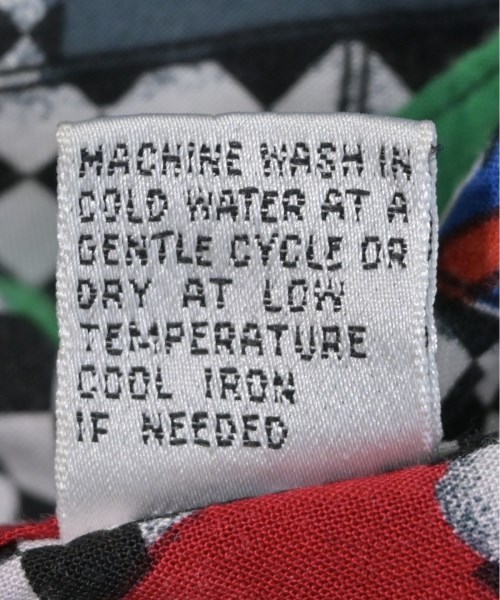 MACHINE WASH IN
COLD WATER AT A
GENTLE CYCLE OR
DRY AT LOW
TEMPERATURE
COOL IRON
IF NEEDED